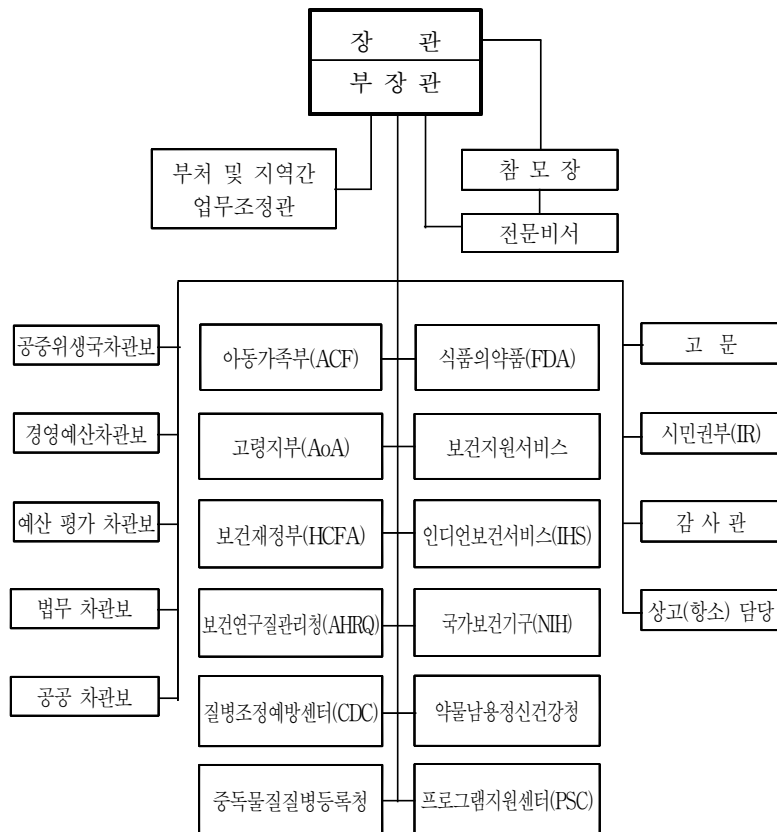 장 관
부 장 관
부처 및 지역간
업무조정관
참 모 장
전문비서
공중위생국차관보
아동가족부(ACF)
식품의약품(FDA)
고 문
경영예산차관보
고령지부(AoA)
보건지원서비스
시민권부(IR)
예산 평가 차관보
보건재정부(HCFA)
인디언보건서비스(IHS)
감 사 관
법무 차관보
보건연구질관리청(AHRQ)
국가보건기구(NIH)
상고(항소) 담당
공공 차관보
질병조정예방센터(CDC)
약물남용정신건강청
중독물질질병등록청
프로그램지원센터(PSC)